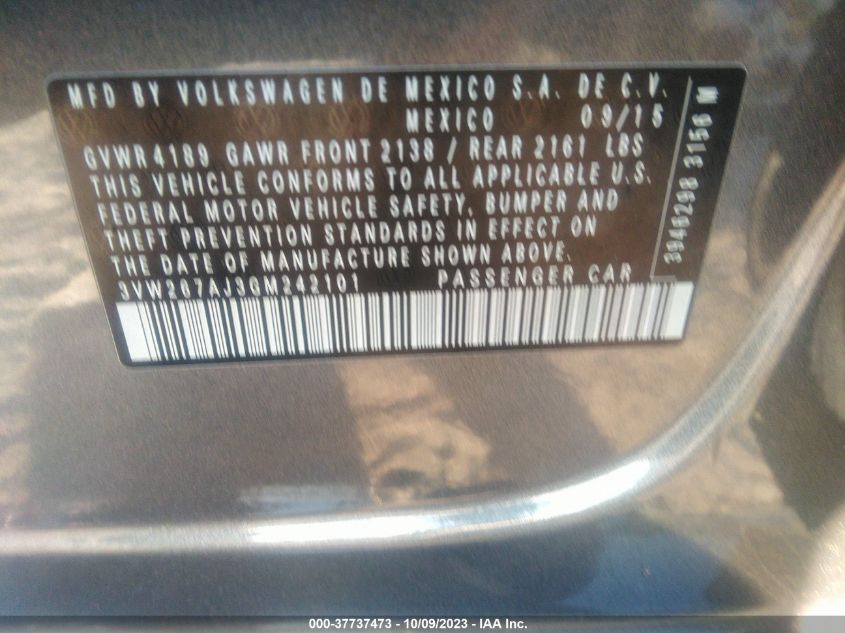 MFD BY VOLKSWAGEN DE MEXICO S.A. DE C.V.
MEXICO 09/15
GVWR 4189 GAWR FRONT 2138 / REAR 2161 LBS
THIS VEHICLE CONFORMS TO ALL APPLICABLE U.S.
FEDERAL MOTOR VEHICLE SAFETY, BUMPER AND
THEFT PREVENTION STANDARDS IN EFFECT ON
THE DATE OF MANUFACTURE SHOWN ABOVE.
3VW267AJ3GM242101 PASSENGER CAR
3946298 3156 M
000-37737473 - 10/09/2023 - IAA Inc.